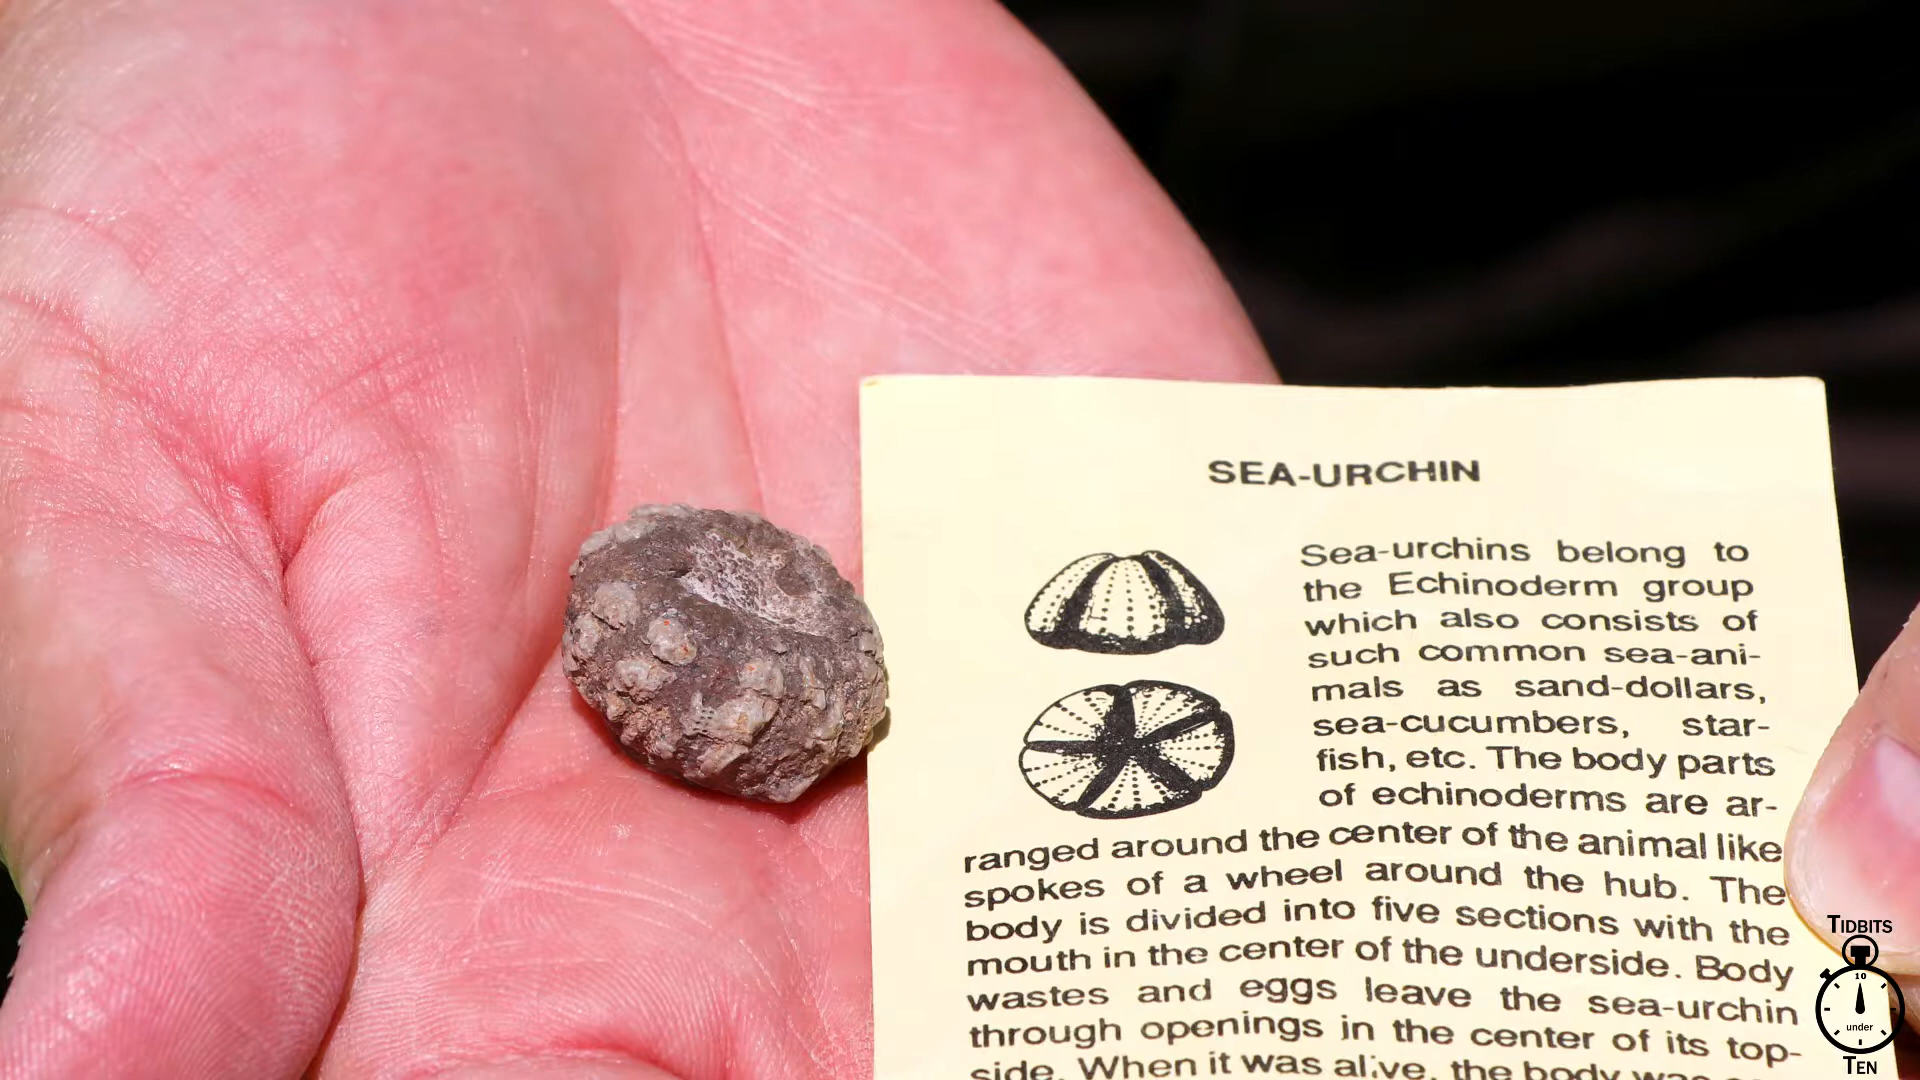 SEA-URCHIN
Sea-urchins belong to
the Echinoderm group
which also consists of
such common sea-ani-
mals as sand-dollars,
sea-cucumbers, star-
fish, etc. The body parts
of echinoderms are ar-
ranged around the center of the animal like
spokes of a wheel around the hub. The
body is divided into five sections with the
mouth in the center of the underside. Body
wastes and eggs leave the sea-urchin
through openings in the center of its top-
side. When it was alive, the body was
TIDBITS
10
under
TEN